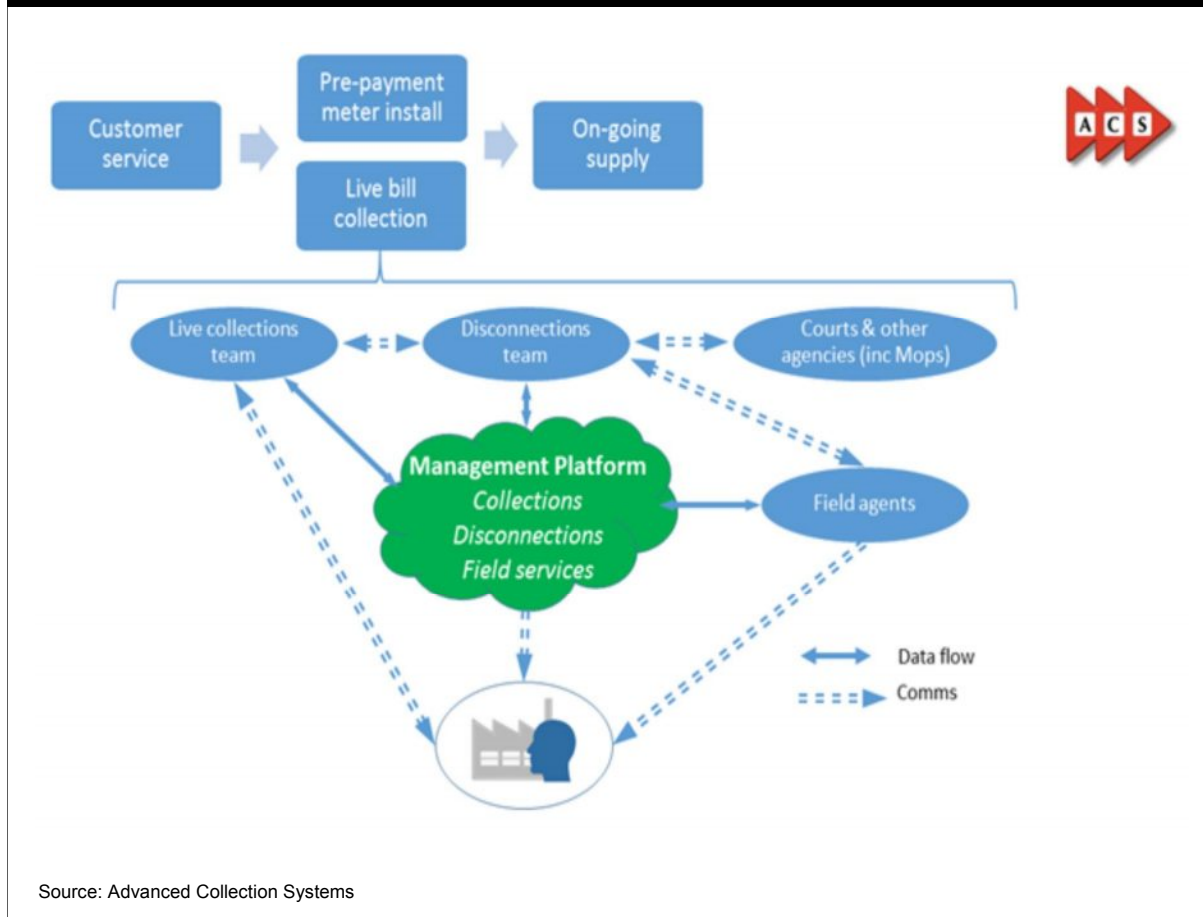 Pre-payment
meter install
Customer
service
On-going
supply
A C S
Live bill
collection
Live collections
team
Disconnections
team
Courts & other
agencies (inc Mops)
Management Platform
Collections
Disconnections
Field services
Field agents
Data flow
Comms
Source: Advanced Collection Systems